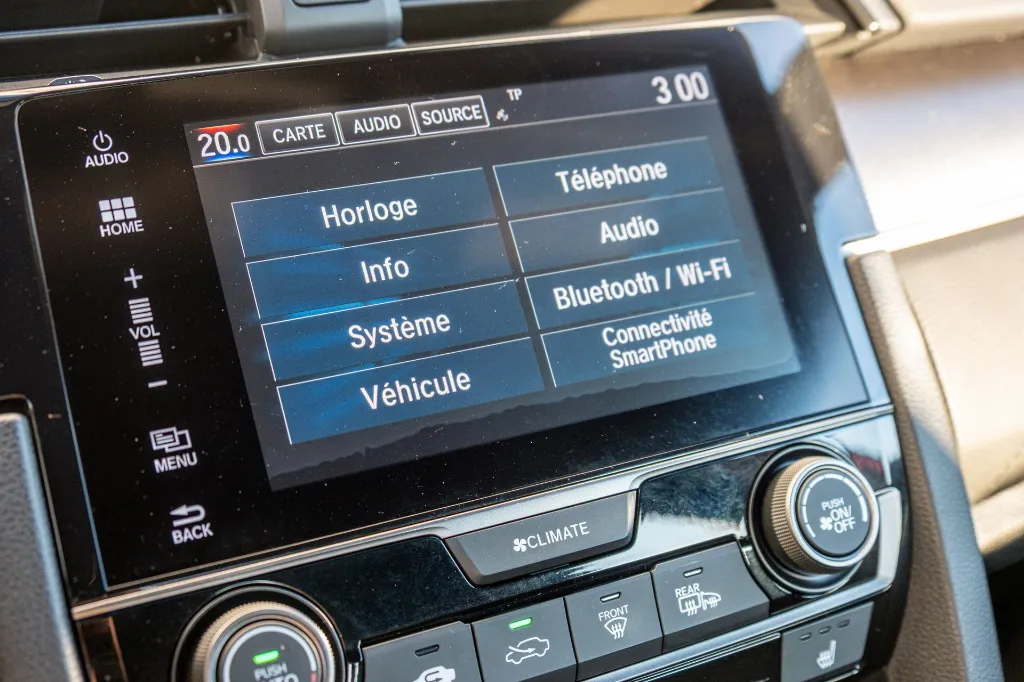 AUDIO
HOME
+
VOL
-
MENU
BACK
20.0 CARTE AUDIO SOURCE TP 3:00
Horloge
Info
Système
Véhicule
Téléphone
Audio
Bluetooth / Wi-Fi
Connectivité
SmartPhone
CLIMATE
PUSH
ON/
OFF
FRONT
REAR
PUSH
AUTO